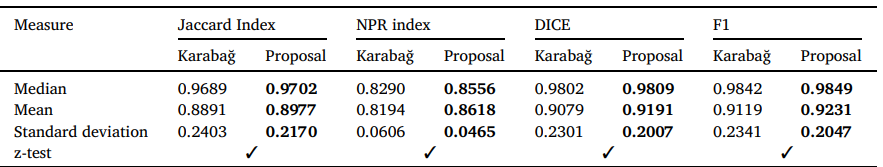 Measure Jaccard Index NPR index DICE F1
Karabağ Proposal Karabağ Proposal Karabağ Proposal Karabağ Proposal
Median 0.9689 0.9702 0.8290 0.8556 0.9802 0.9809 0.9842 0.9849
Mean 0.8891 0.8977 0.8194 0.8618 0.9079 0.9191 0.9119 0.9231
Standard deviation 0.2403 0.2170 0.0606 0.0465 0.2301 0.2007 0.2341 0.2047
z-test ✓ ✓ ✓ ✓